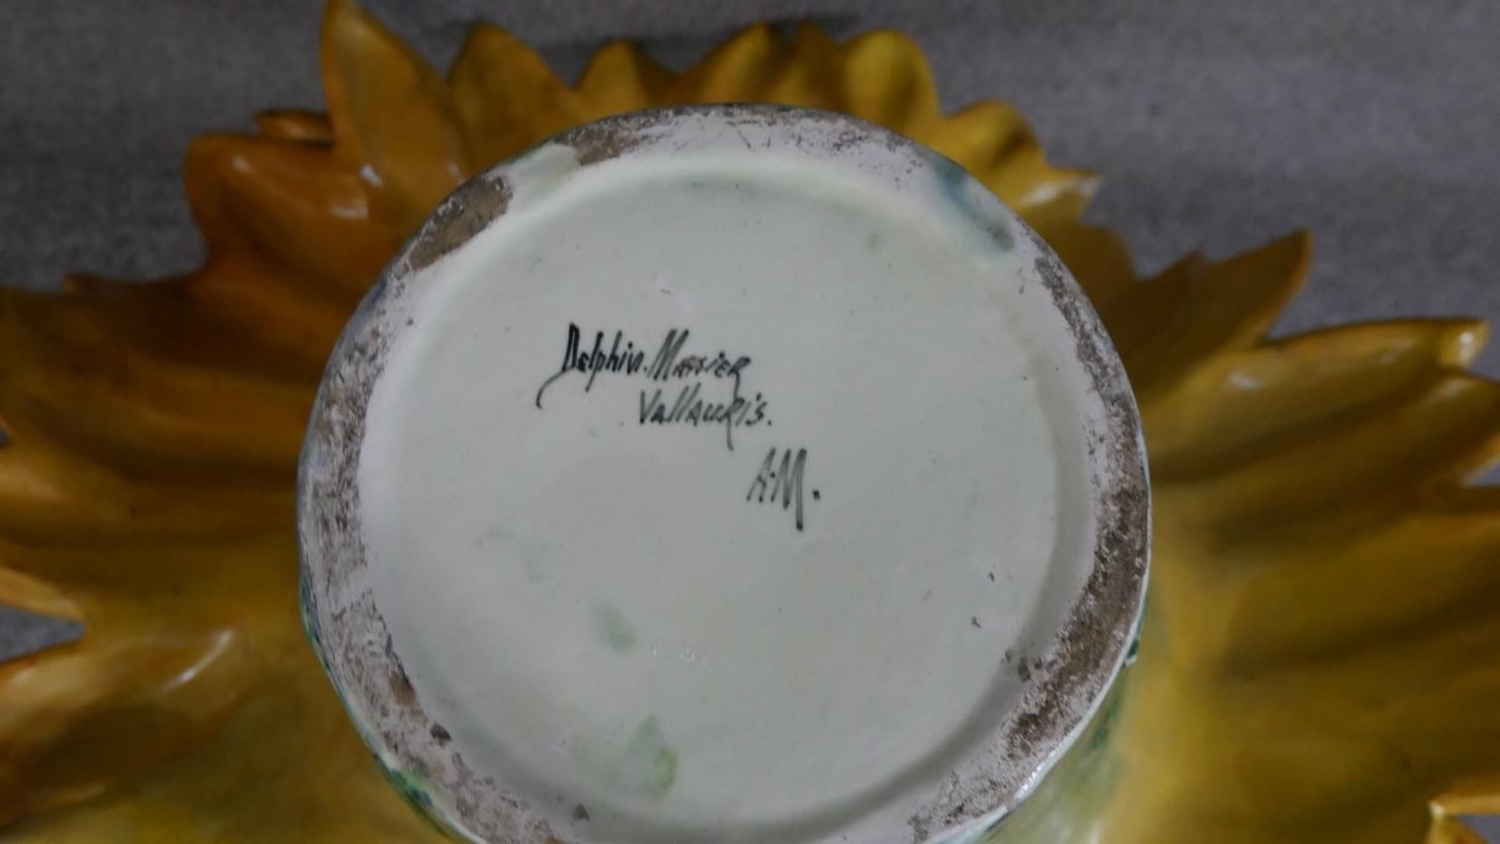 Delphin. Massier
Vallauris.
A.M.